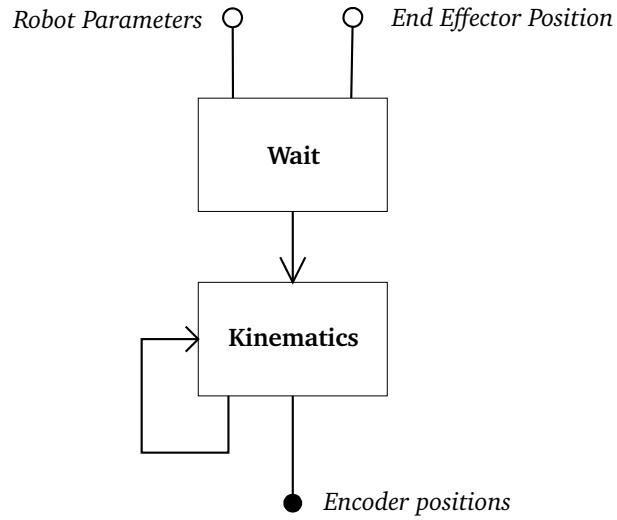 Robot Parameters
End Effector Position
Wait
Kinematics
Encoder positions